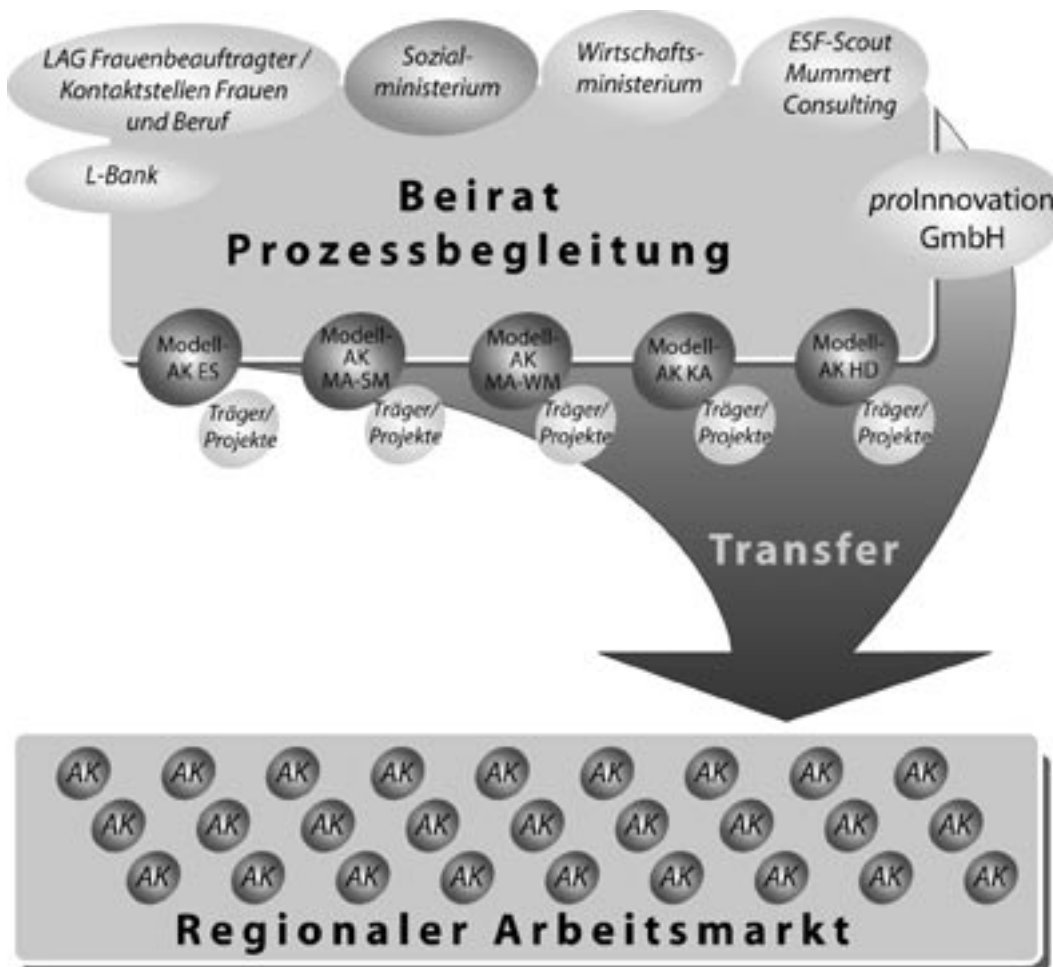 LAG Frauenbeauftragter /
Kontaktstellen Frauen
und Beruf
Sozial-
ministerium
Wirtschafts-
ministerium
ESF-Scout
Mummert
Consulting
L-Bank
proInnovation
GmbH
Beirat
Prozessbegleitung
Modell-
AK ES
Modell-
AK
MA-SM
Modell-
AK
MA-WM
Modell-
AK KA
Modell-
AK HD
Träger/
Projekte
Träger/
Projekte
Träger/
Projekte
Träger/
Projekte
Träger/
Projekte
Transfer
AK AK AK AK AK AK AK AK AK
AK AK AK AK AK AK AK AK AK
AK AK AK AK AK AK AK AK AK
Regionaler Arbeitsmarkt